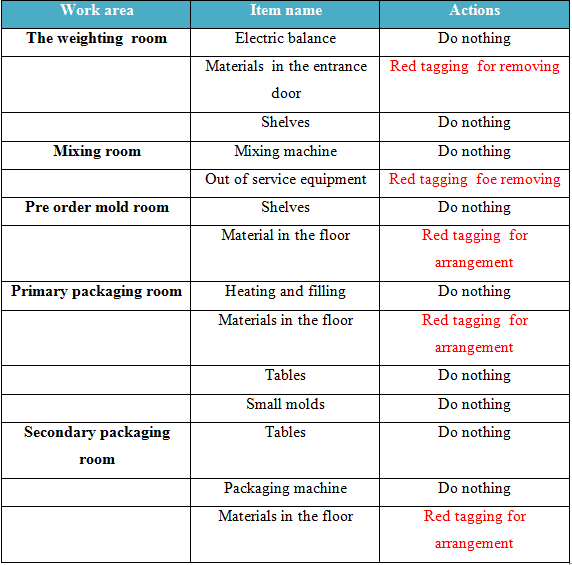 Work area Item name Actions
The weighting room Electric balance Do nothing
Materials in the entrance Red tagging for removing
door
Shelves Do nothing
Mixing room Mixing machine Do nothing
Out of service equipment Red tagging foe removing
Pre order mold room Shelves Do nothing
Material in the floor Red tagging for
arrangement
Primary packaging room Heating and filling Do nothing
Materials in the floor Red tagging for
arrangement
Tables Do nothing
Small molds Do nothing
Secondary packaging Tables Do nothing
room
Packaging machine Do nothing
Materials in the floor Red tagging for
arrangement